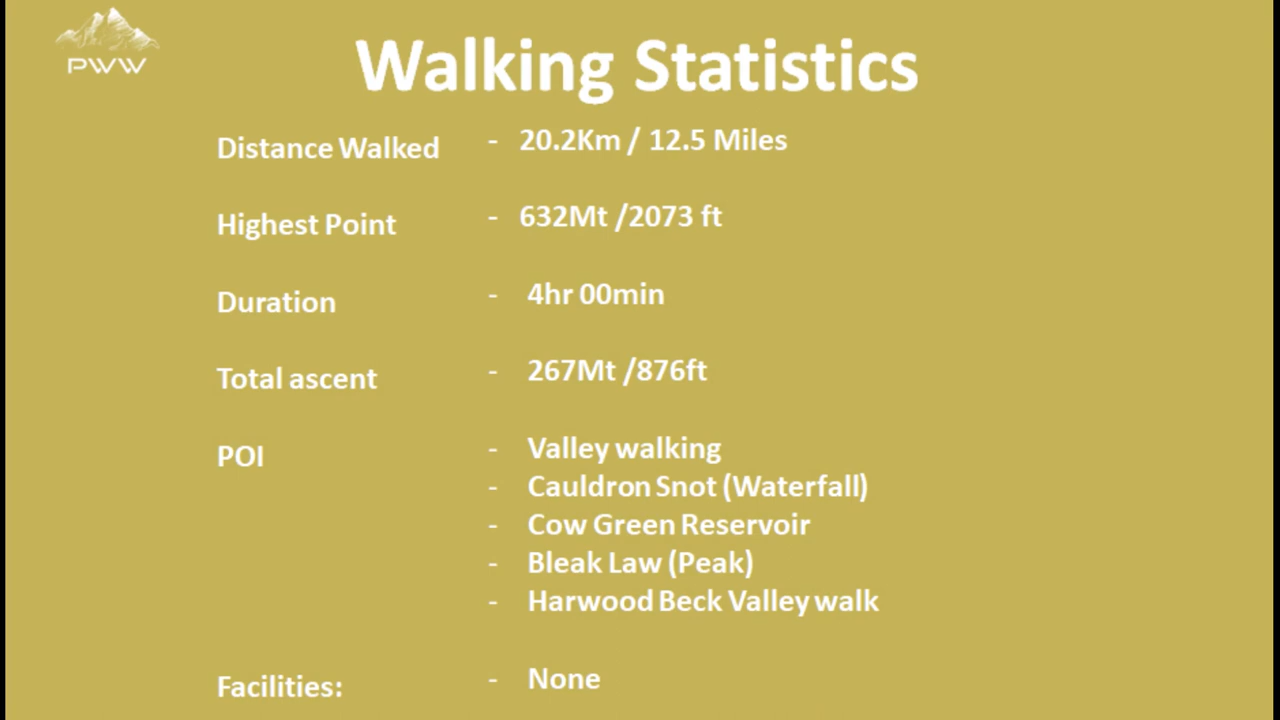 PWW
Walking Statistics
Distance Walked - 20.2Km / 12.5 Miles
Highest Point - 632Mt /2073 ft
Duration - 4hr 00min
Total ascent - 267Mt /876ft
POI - Valley walking
- Cauldron Snot (Waterfall)
- Cow Green Reservoir
- Bleak Law (Peak)
- Harwood Beck Valley walk
Facilities: - None